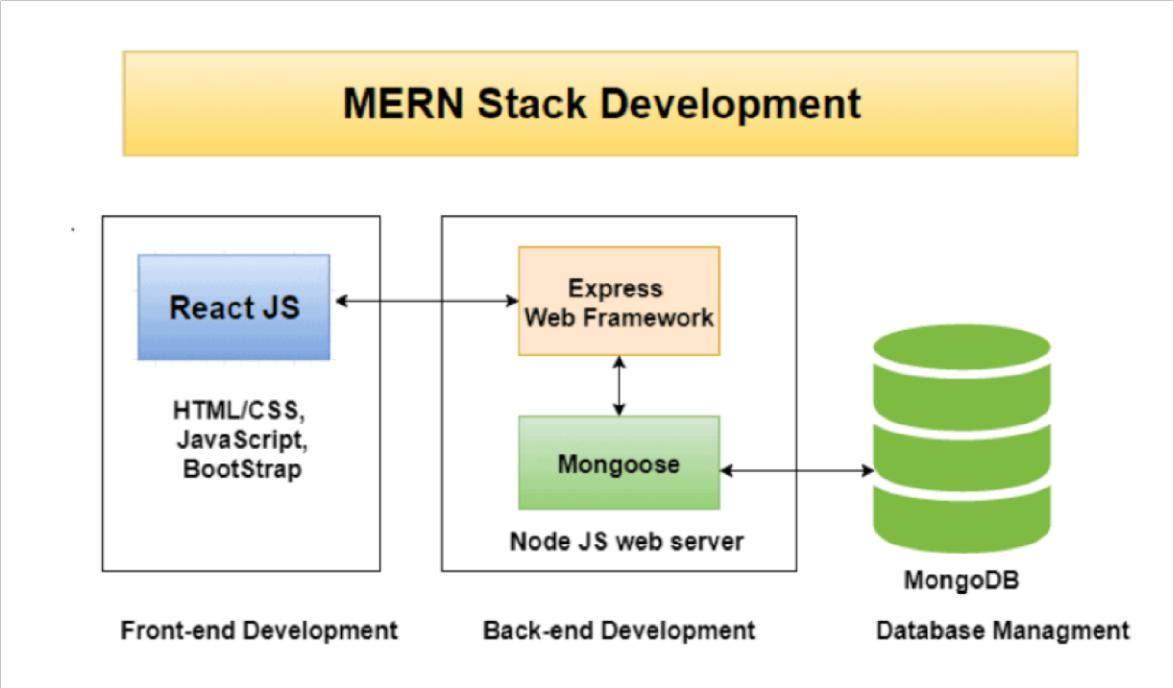 MERN Stack Development
React JS
HTML/CSS,
JavaScript,
BootStrap
Front-end Development
Express
Web Framework
Mongoose
Node JS web server
Back-end Development
MongoDB
Database Managment